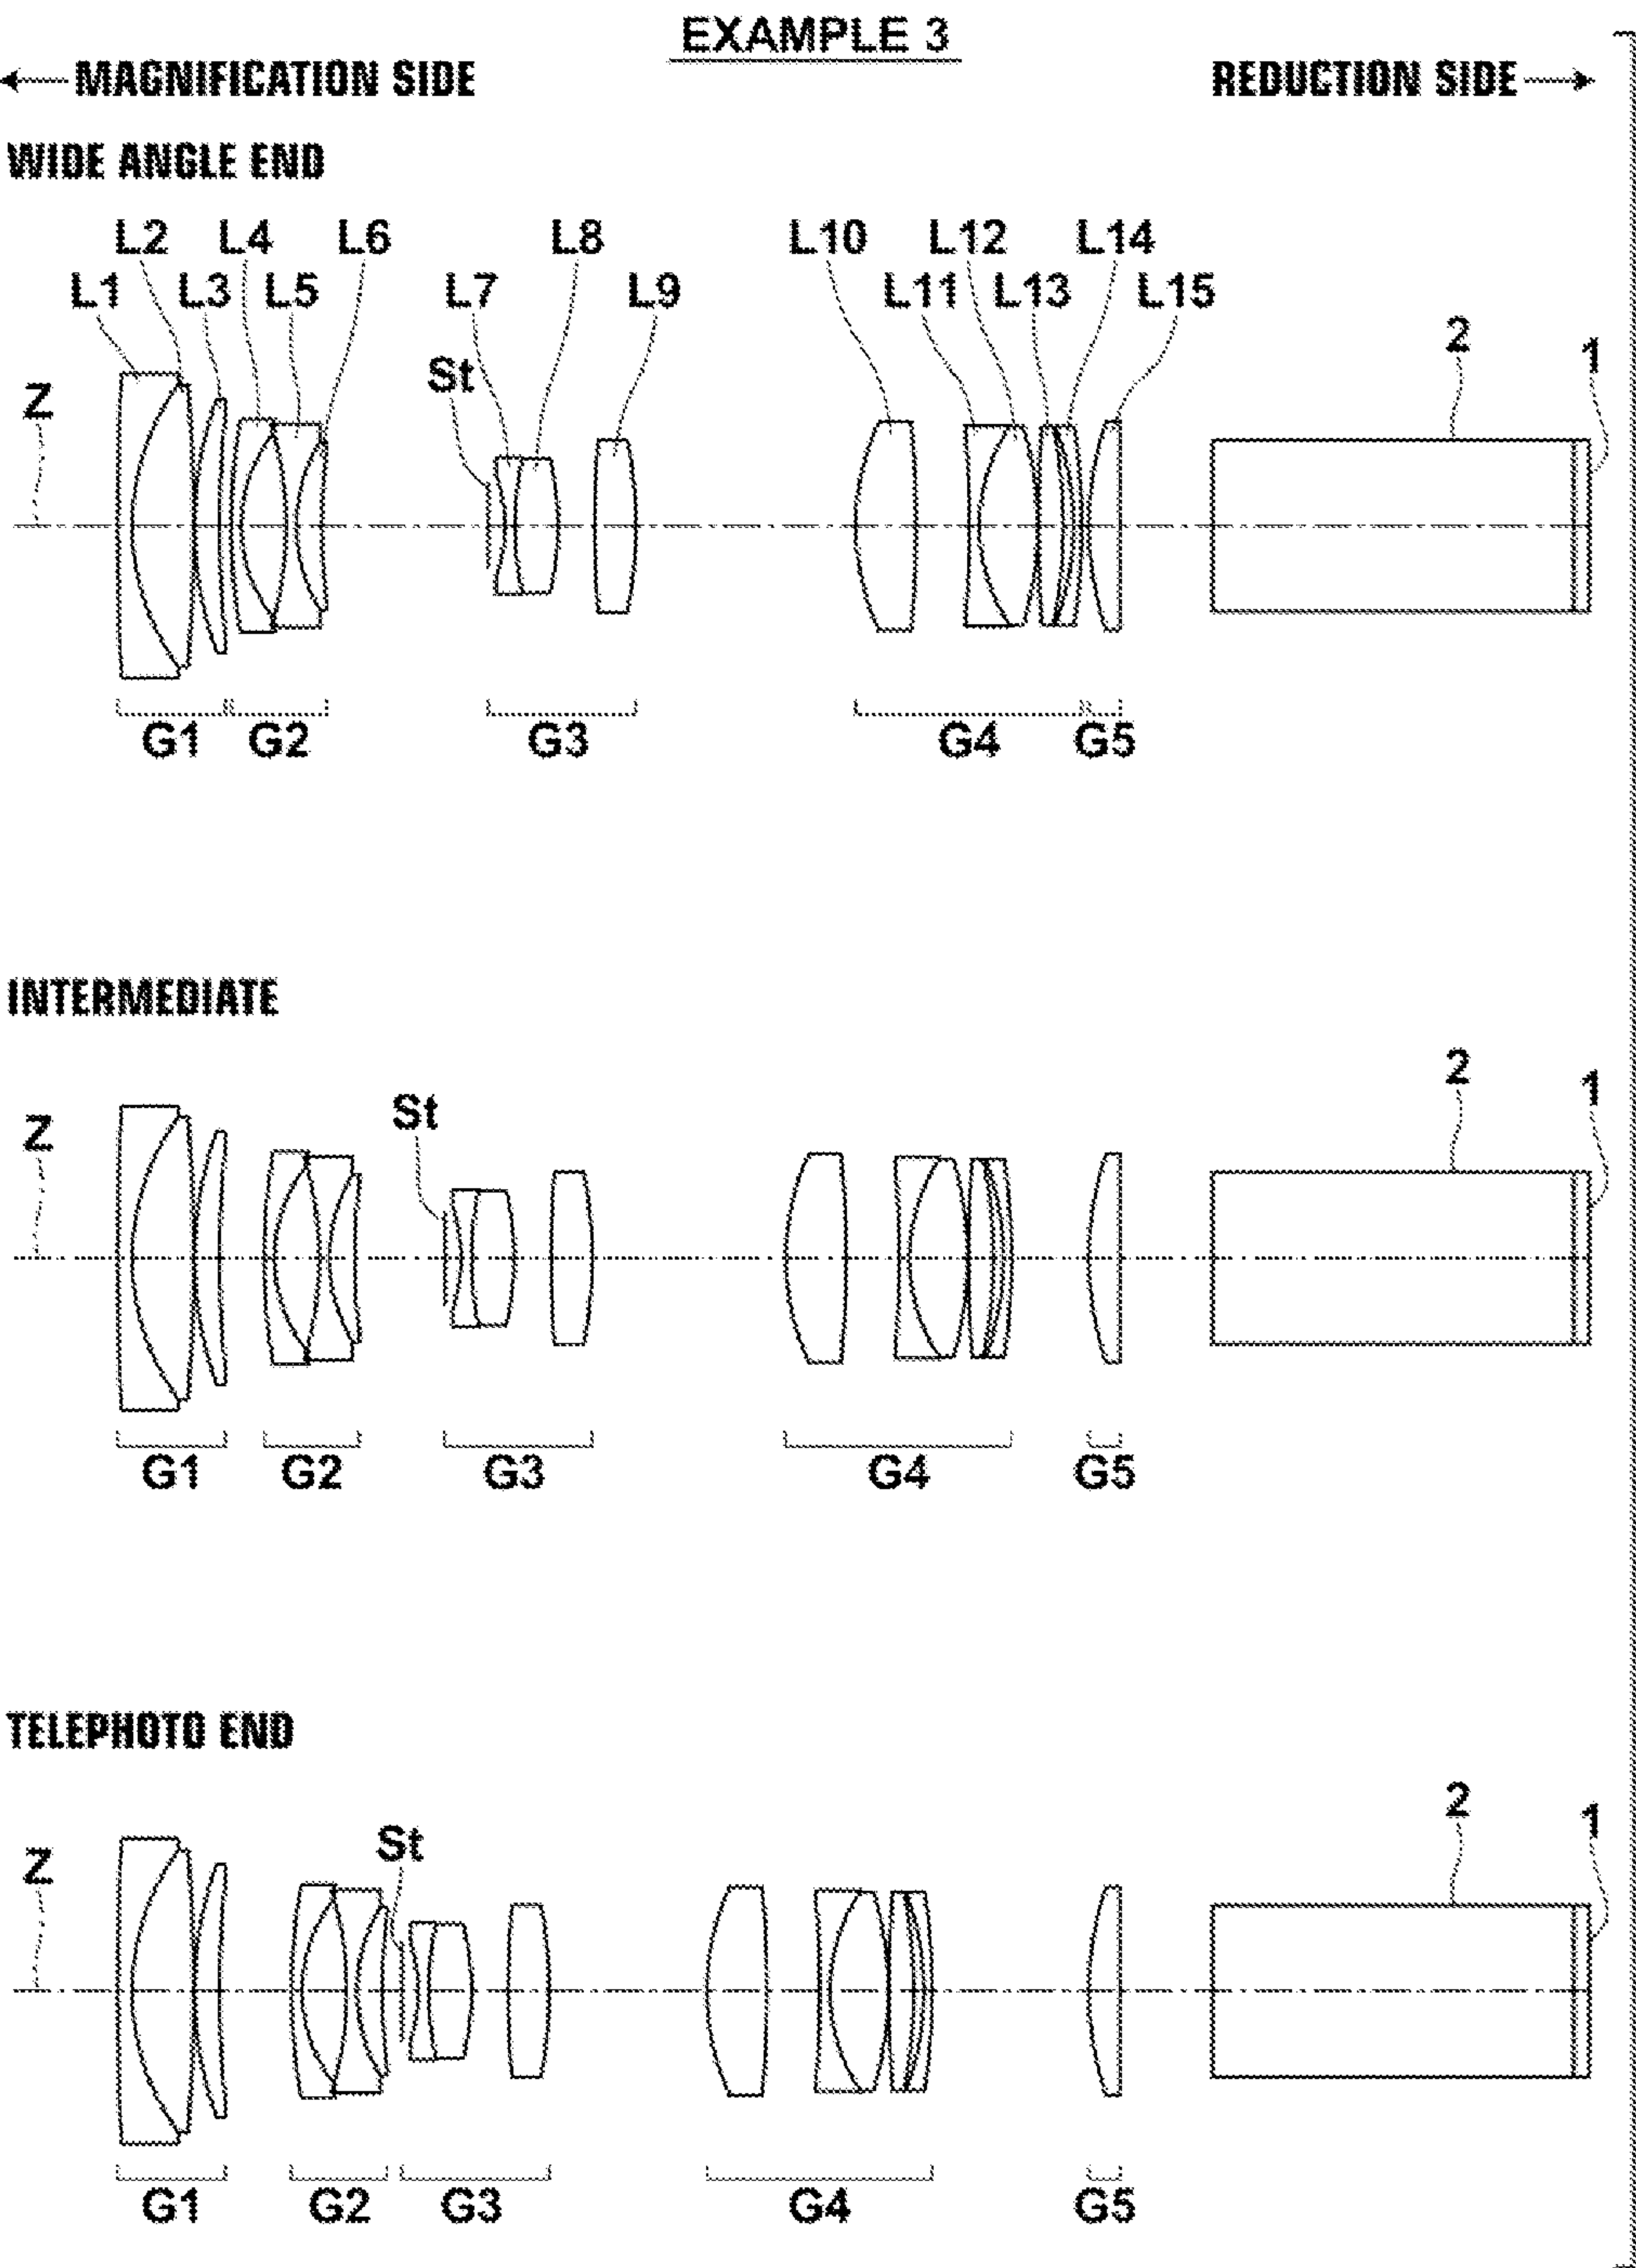 EXAMPLE 3
MAGNIFICATION SIDE REDUCTION SIDE
WIDE ANGLE END
L2 L4 L6 L8 L10 L12 L14
L1 L3 L5 L7 L9 L11 L13 L15
2
1
St
Z
G1 G2 G3 G4 G5
INTERMEDIATE
2
1
St
Z
G1 G2 G3 G4 G5
TELEPHOTO END
2
1
St
Z
G1 G2 G3 G4 G5